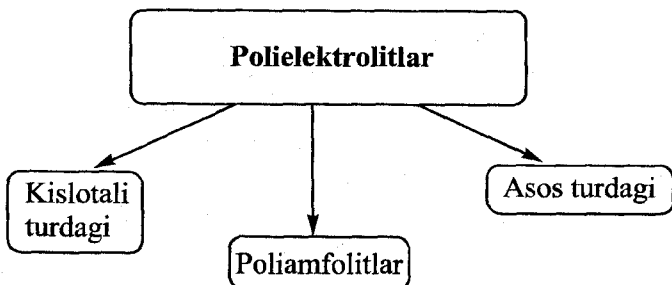 Polielektrolitlar
Kislotali
turdagi
Poliamfolitlar
Asos turdagi